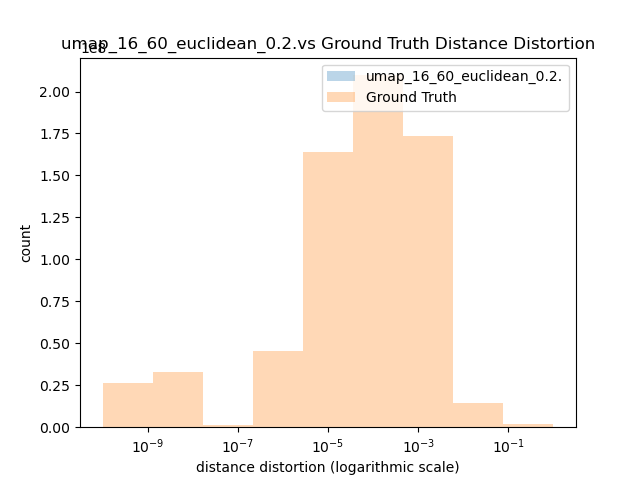 umap_16_60_euclidean_0.2.vs Ground Truth Distance Distortion
1e8
umap_16_60_euclidean_0.2.
Ground Truth
2.00
1.75
1.50
1.25
1.00
0.75
0.50
0.25
0.00
count
10⁻⁹ 10⁻⁷ 10⁻⁵ 10⁻³ 10⁻¹
distance distortion (logarithmic scale)